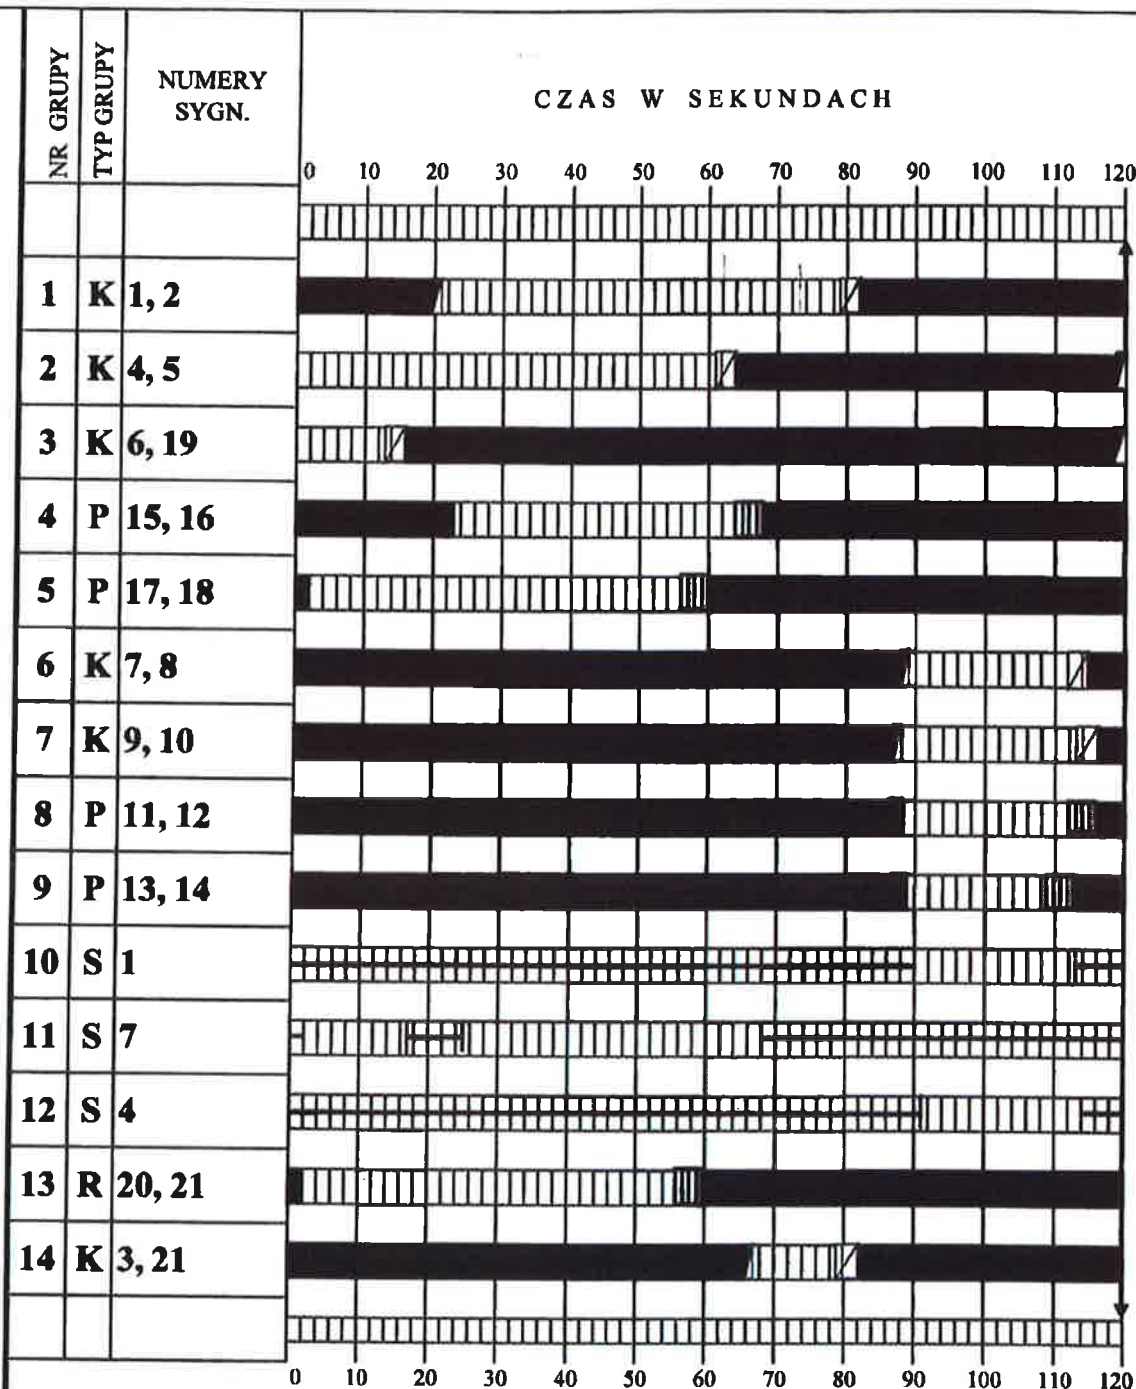 NR GRUPY
TYP GRUPY
NUMERY
SYGN.
CZAS W SEKUNDACH
0 10 20 30 40 50 60 70 80 90 100 110 120
1 K 1, 2
2 K 4, 5
3 K 6, 19
4 P 15, 16
5 P 17, 18
6 K 7, 8
7 K 9, 10
8 P 11, 12
9 P 13, 14
10 S 1
11 S 7
12 S 4
13 R 20, 21
14 K 3, 21
0 10 20 30 40 50 60 70 80 90 100 110 120